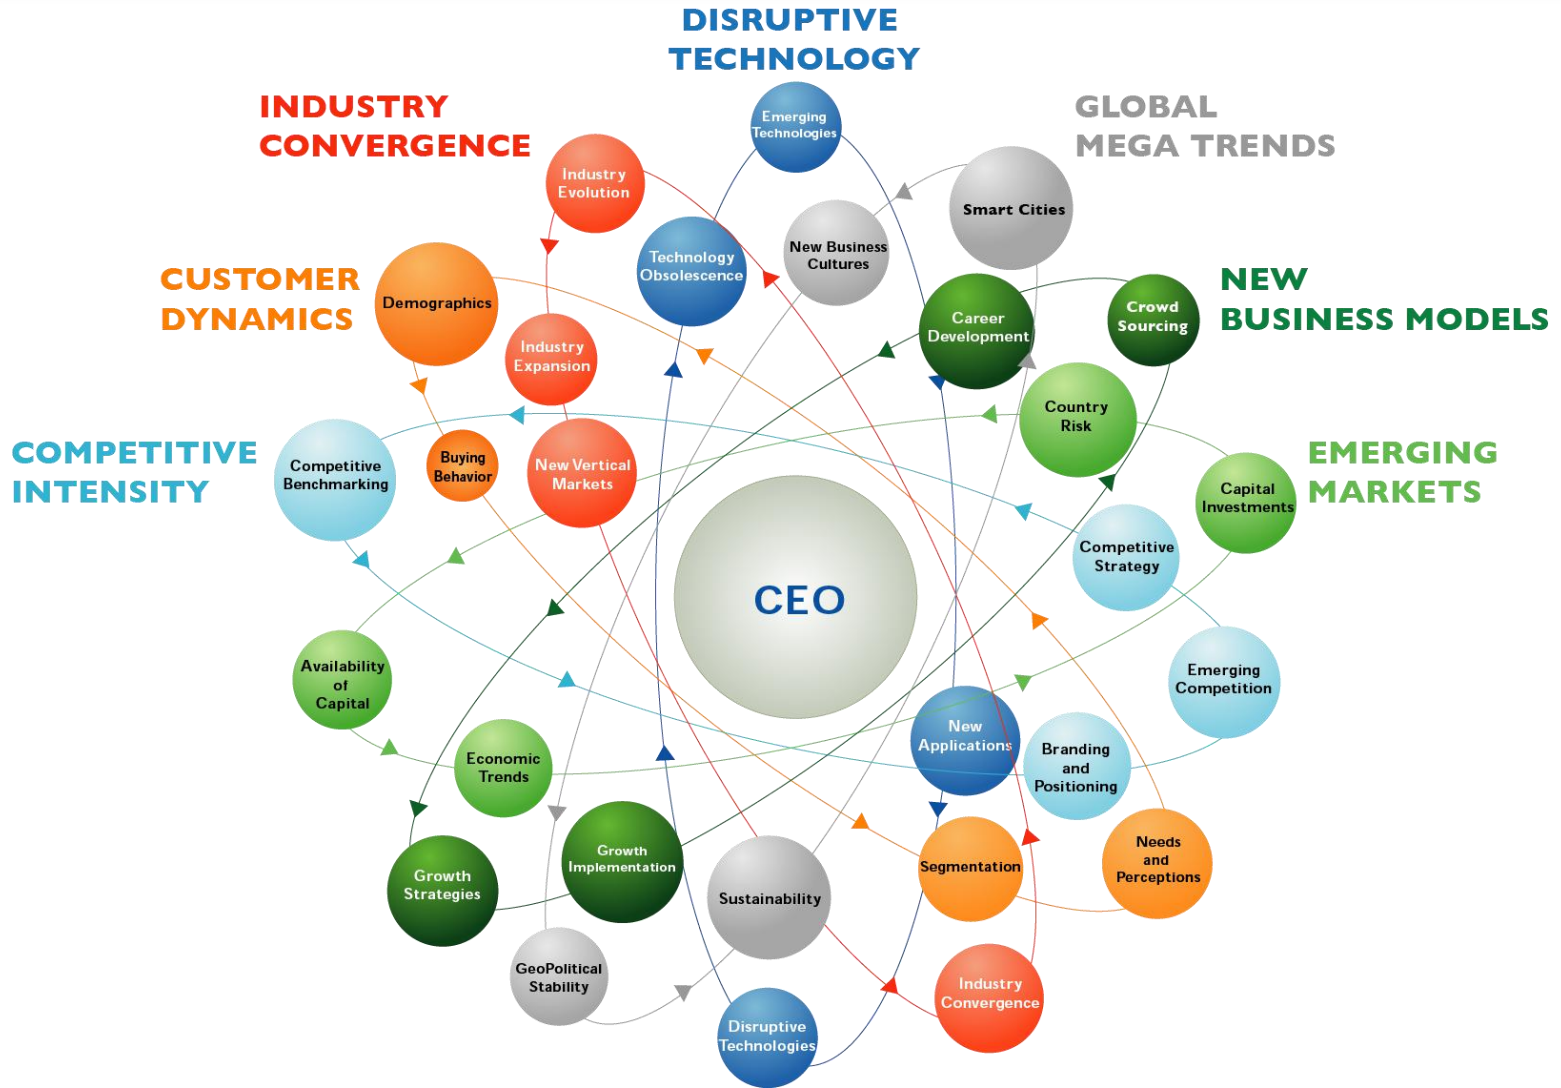 DISRUPTIVE
TECHNOLOGY
INDUSTRY
CONVERGENCE
GLOBAL
MEGA TRENDS
Emerging
Technologies
Industry
Evolution
Smart Cities
New Business
Cultures
Technology
Obsolescence
CUSTOMER
DYNAMICS
Demographics
NEW
BUSINESS MODELS
Career
Development
Crowd
Sourcing
Industry
Expansion
Country
Risk
COMPETITIVE
INTENSITY
Competitive
Benchmarking
Buying
Behavior
New Vertical
Markets
EMERGING
MARKETS
Capital
Investments
Competitive
Strategy
CEO
Availability
of
Capital
Emerging
Competition
Economic
Trends
New
Applications
Branding
and
Positioning
Growth
Strategies
Growth
Implementation
Sustainability
Segmentation
Needs
and
Perceptions
GeoPolitical
Stability
Industry
Convergence
Disruptive
Technologies